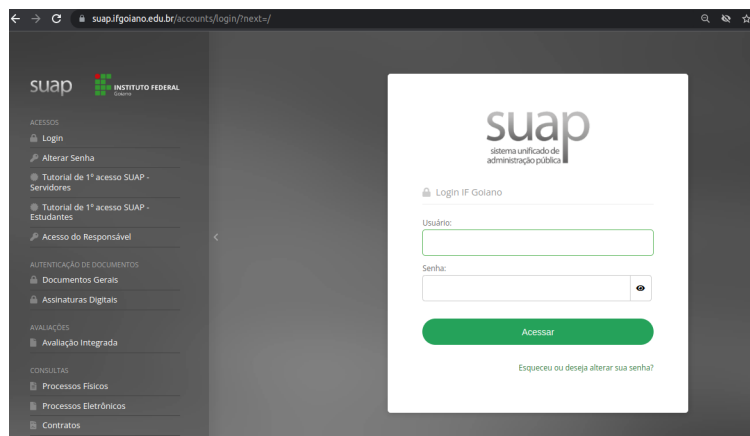 suap.ifgoiano.edu.br/accounts/login/?next=/
suap
INSTITUTO FEDERAL
Goiano
ACESSOS
Login
Alterar Senha
Tutorial de 1º acesso SUAP -
Servidores
Tutorial de 1º acesso SUAP -
Estudantes
Acesso do Responsável
AUTENTICAÇÃO DE DOCUMENTOS
Documentos Gerais
Assinaturas Digitais
AVALIAÇÕES
Avaliação Integrada
CONSULTAS
Processos Físicos
Processos Eletrônicos
Contratos
suap
sistema unificado de
administração pública
Login IF Goiano
Usuário:
Senha:
Acessar
Esqueceu ou deseja alterar sua senha?